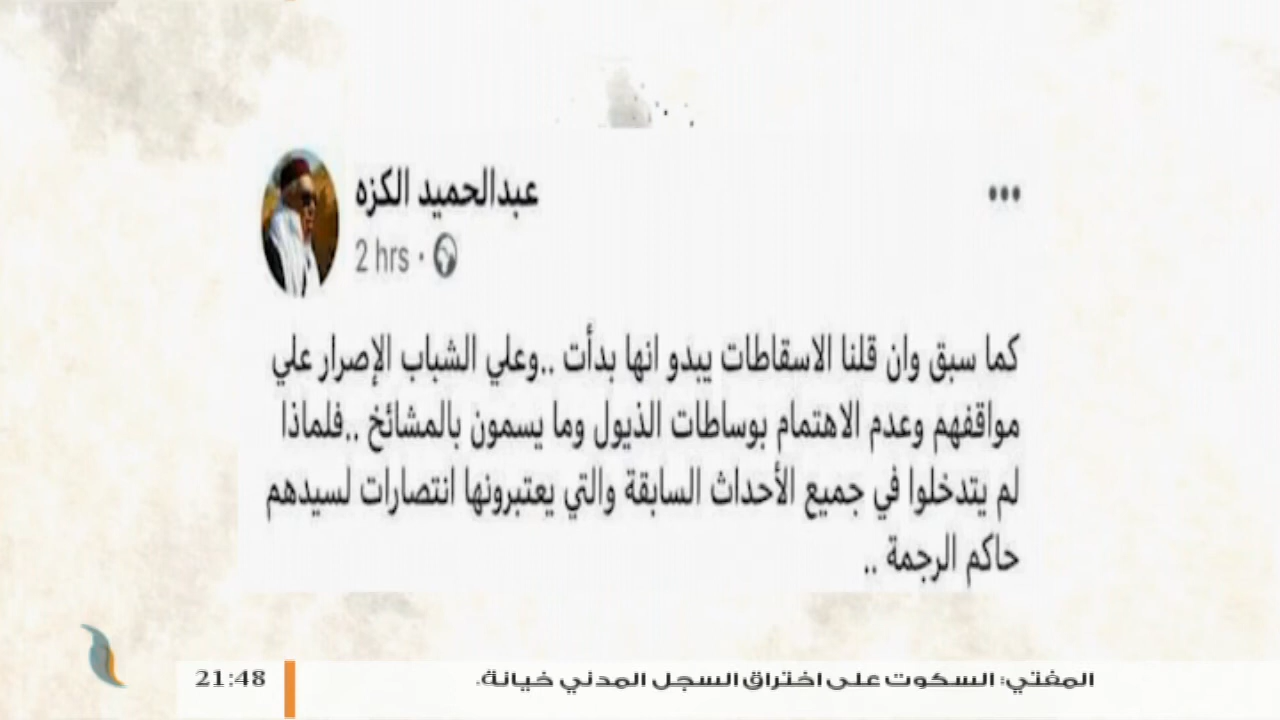 عبدالحميد الكزه
2 hrs ·
كما سبق وان قلنا الاسقاطات يبدو انها بدأت ..وعلي الشباب الإصرار علي
مواقفهم وعدم الاهتمام بوساطات الذيول وما يسمون بالمشائخ ..فلماذا
لم يتدخلوا في جميع الأحداث السابقة والتي يعتبرونها انتصارات لسيدهم
حاكم الرجمة ..
المفتي: السكوت على اختراق السجل المدني خيانة.
21:48